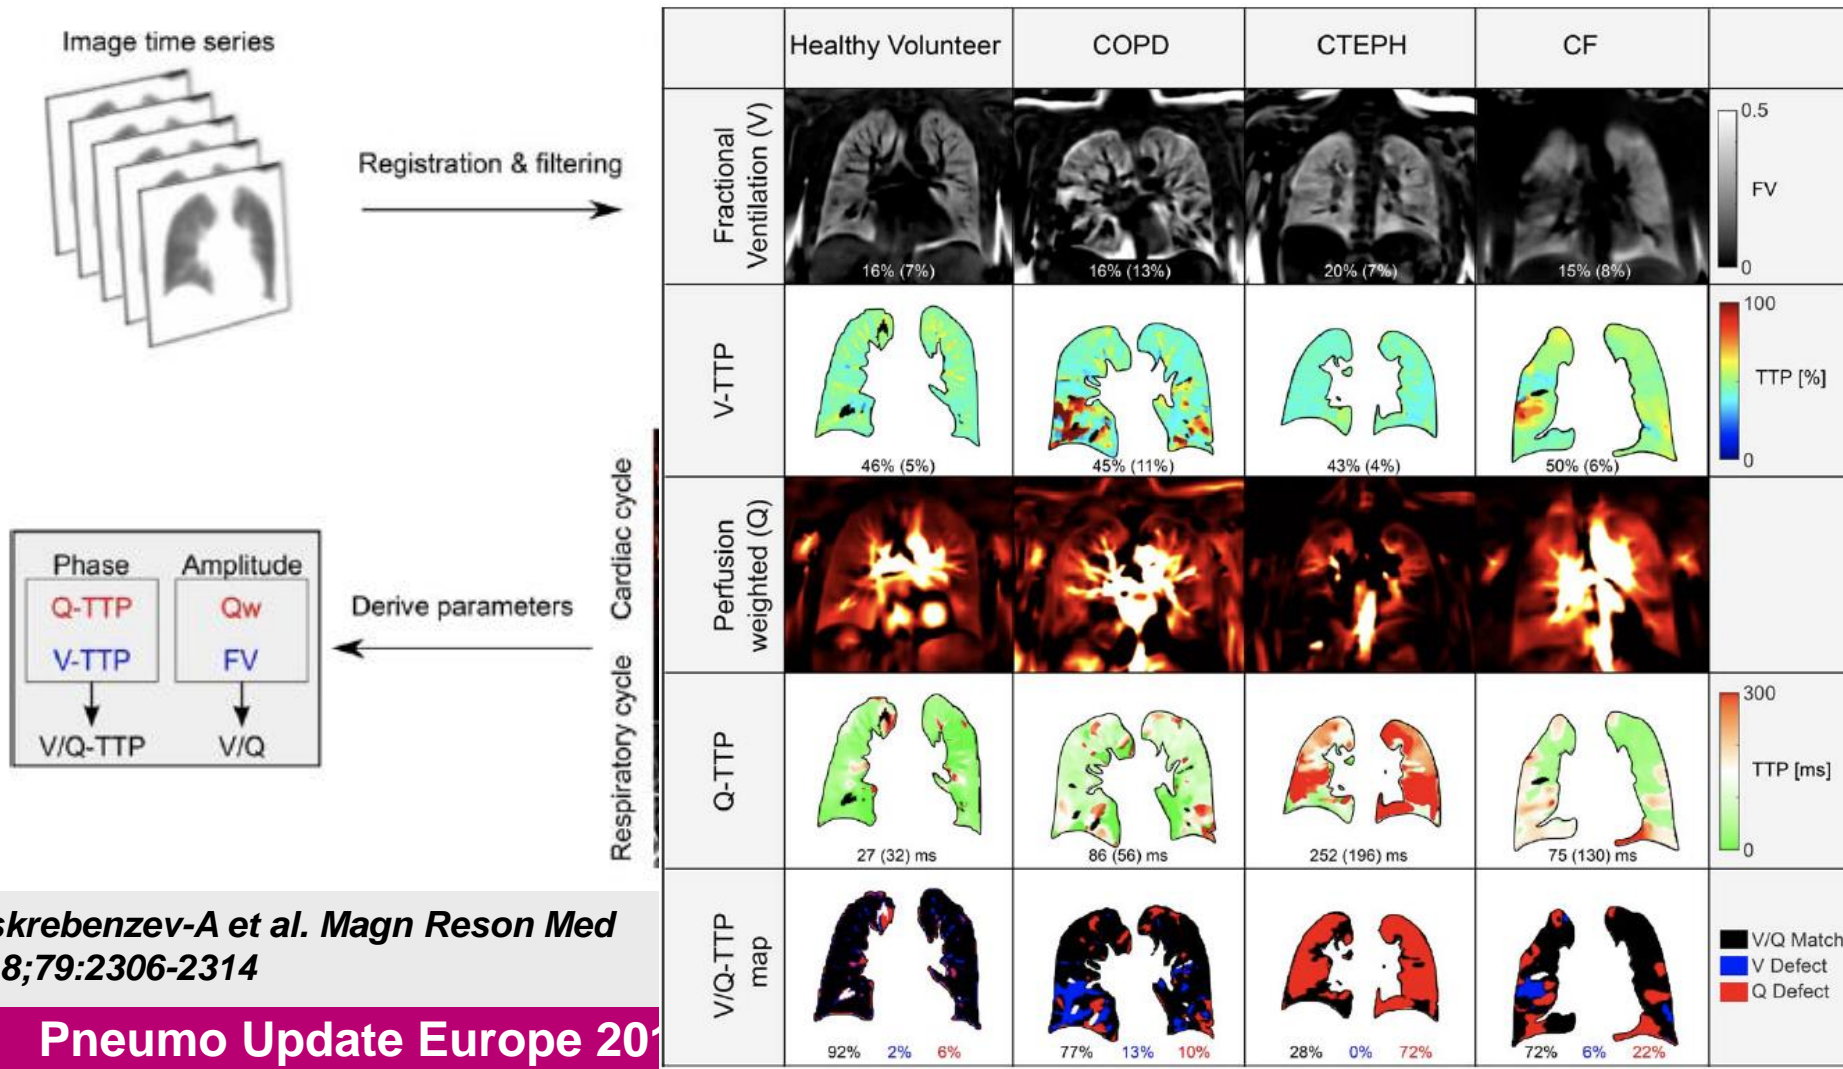 Image time series
Registration & filtering
Cardiac cycle
Respiratory cycle
Derive parameters
Phase Amplitude
Q-TTP Qw
V-TTP FV
V/Q-TTP V/Q
skrebenzev-A et al. Magn Reson Med
8;79:2306-2314
Pneumo Update Europe 201
Healthy Volunteer COPD CTEPH CF
Fractional
Ventilation (V)
16% (7%) 16% (13%) 20% (7%) 15% (8%)
0.5
FV
0
V-TTP
46% (5%) 45% (11%) 43% (4%) 50% (6%)
100
TTP [%]
0
Perfusion
weighted (Q)
Q-TTP
27 (32) ms 86 (56) ms 252 (196) ms 75 (130) ms
300
TTP [ms]
0
V/Q-TTP
map
92% 2% 6% 77% 13% 10% 28% 0% 72% 72% 6% 22%
V/Q Match
V Defect
Q Defect